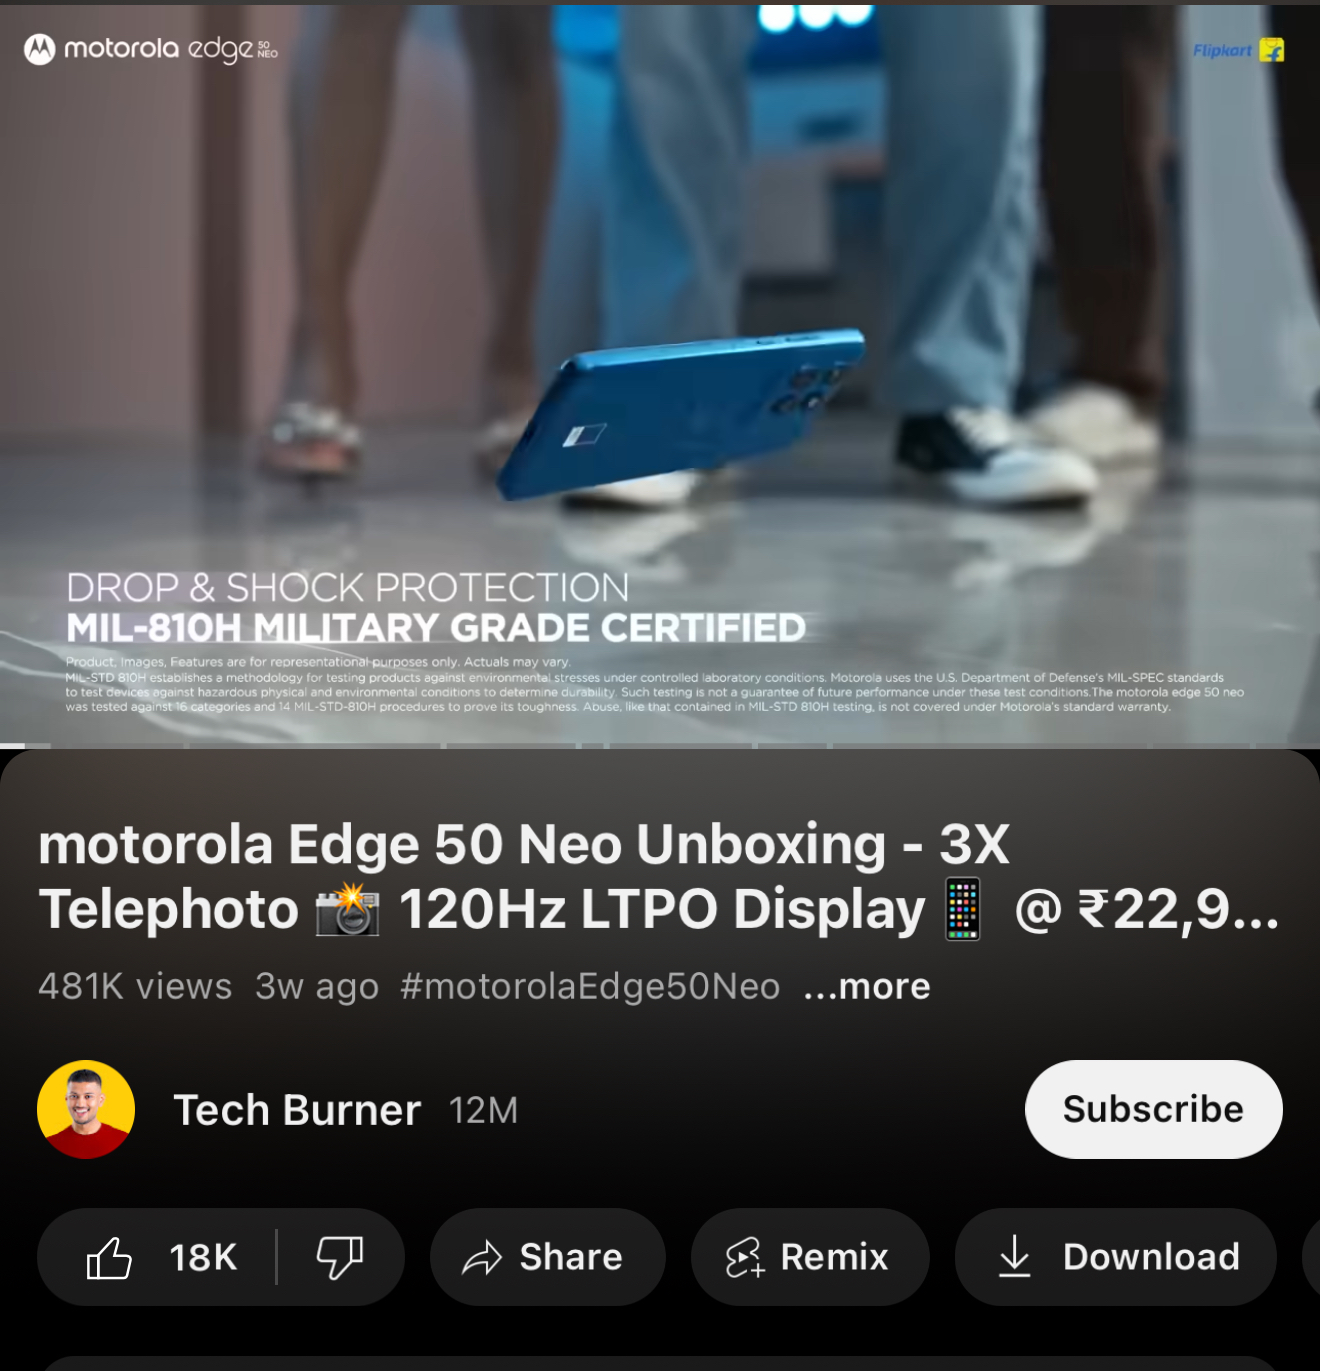 motorola edge 50 NEO
Flipkart
DROP & SHOCK PROTECTION
MIL-810H MILITARY GRADE CERTIFIED
Product, Images, Features are for representational purposes only. Actuals may vary.
MIL-STD 810H establishes a methodology for testing products against environmental stresses under controlled laboratory conditions. Motorola uses the U.S. Department of Defense's MIL-SPEC standards
to test devices against hazardous physical and environmental conditions to determine durability. Such testing is not a guarantee of future performance under these test conditions.The motorola edge 50 neo
was tested against 16 categories and 14 MIL-STD-810H procedures to prove its toughness. Abuse, like that contained in MIL-STD 810H testing, is not covered under Motorola's standard warranty.
motorola Edge 50 Neo Unboxing - 3X
Telephoto 📸 120Hz LTPO Display📱 @ ₹22,9...
481K views 3w ago #motorolaEdge50Neo ...more
Tech Burner 12M
Subscribe
18K
Share
Remix
Download